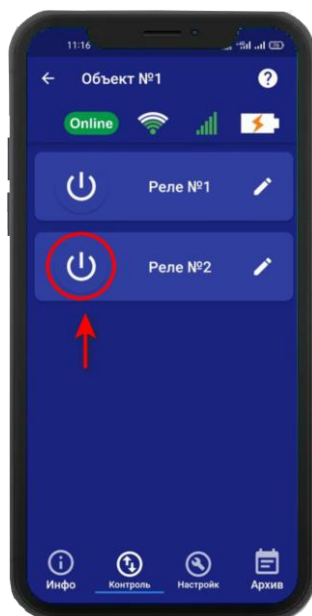 11:16
Объект №1
Online
Реле №1
Реле №2
Инфо
Контроль
Настройк
Архив